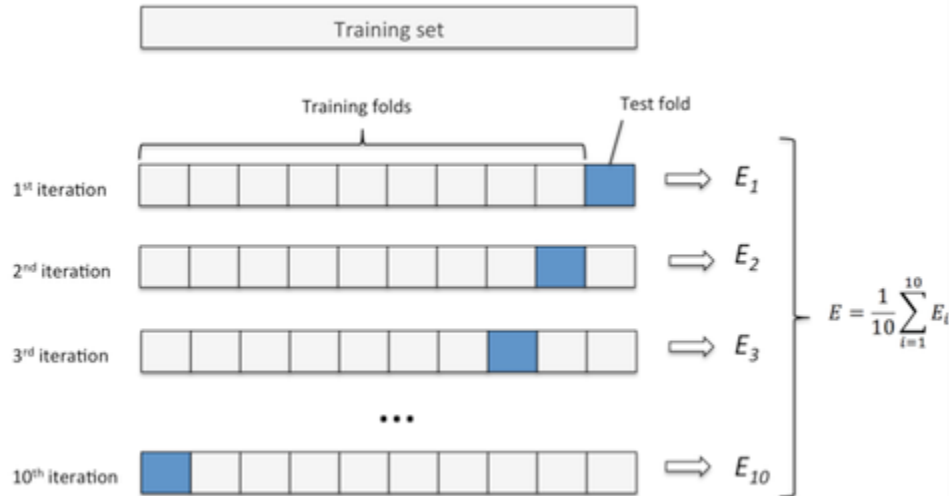 Training set
Training folds
Test fold
1st iteration
E1
2nd iteration
E2
E = 1/10 10∑i=1 Ei
3rd iteration
E3
...
10th iteration
E10